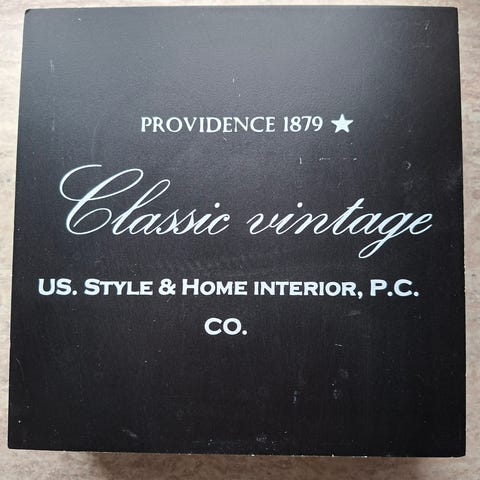 PROVIDENCE 1879 ★
Classic vintage
US. STYLE & HOME INTERIOR, P.C.
CO.